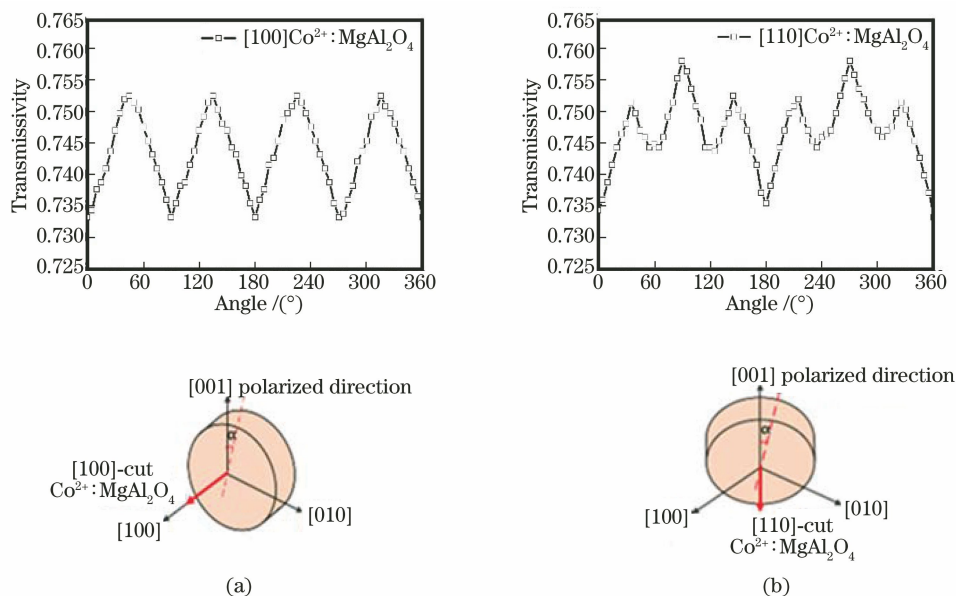 [100]Co²⁺:MgAl₂O₄
Transmissivity
0.765
0.760
0.755
0.750
0.745
0.740
0.735
0.730
0.725
0 60 120 180 240 300 360
Angle /(°)
[110]Co²⁺:MgAl₂O₄
Transmissivity
0.765
0.760
0.755
0.750
0.745
0.740
0.735
0.730
0.725
0 60 120 180 240 300 360
Angle /(°)
[001] polarized direction
α
[100]-cut
Co²⁺:MgAl₂O₄
[100]
[010]
(a)
[001] polarized direction
α
[100]
[010]
[110]-cut
Co²⁺:MgAl₂O₄
(b)